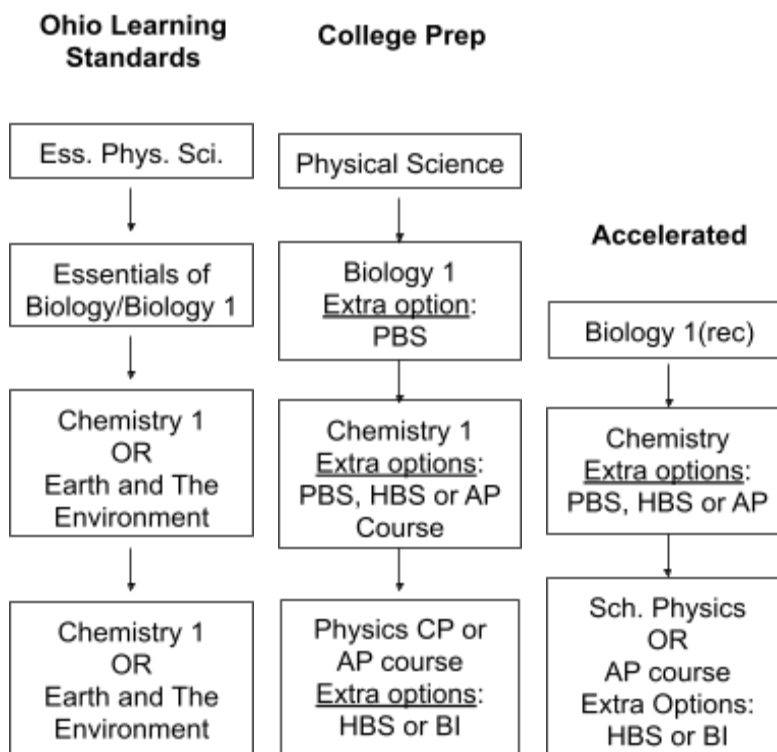 Ohio Learning
Standards
Ess. Phys. Sci.
Essentials of
Biology/Biology 1
Chemistry 1
OR
Earth and The
Environment
Chemistry 1
OR
Earth and The
Environment
College Prep
Physical Science
Biology 1
Extra option:
PBS
Chemistry 1
Extra options:
PBS, HBS or AP
Course
Physics CP or
AP course
Extra options:
HBS or BI
Accelerated
Biology 1(rec)
Chemistry
Extra options:
PBS, HBS or AP
Sch. Physics
OR
AP course
Extra Options:
HBS or BI